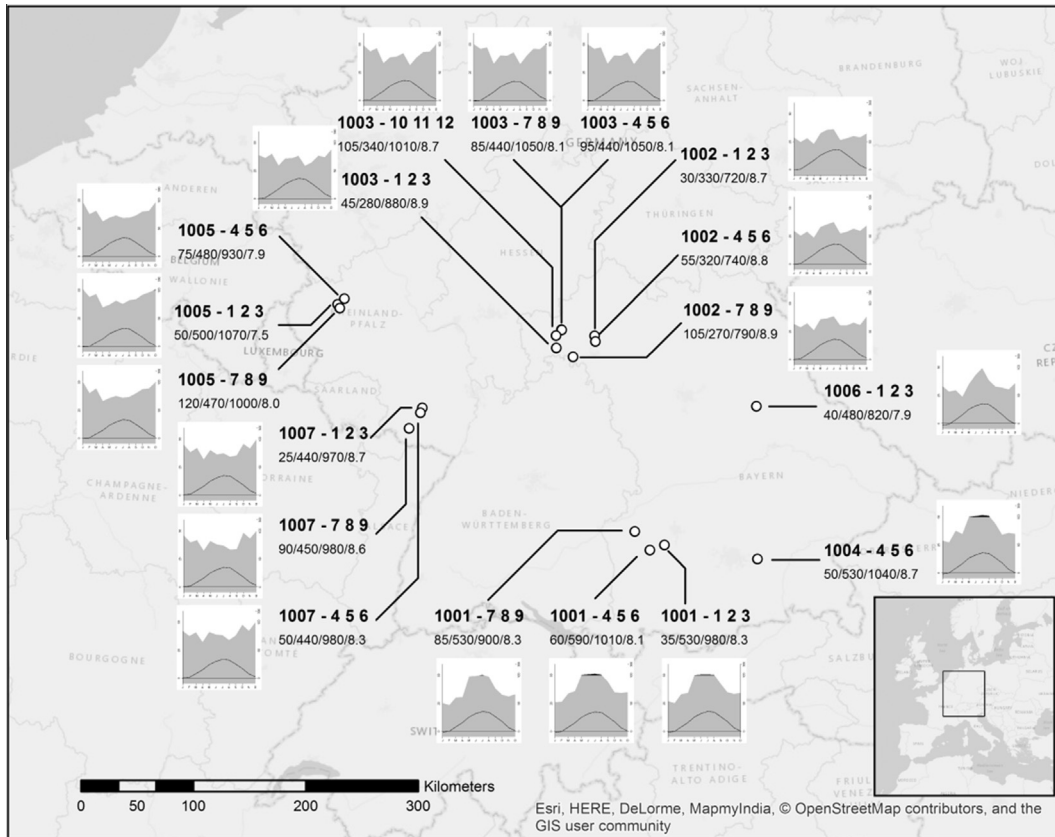 BRANDENBURG
WOJ.
LUBUSKIE
SACHSEN-
ANHALT
1003 - 10 11 12
1003 - 7 8 9
1003 - 4 5 6
GERMANY
105/340/1010/8.7
85/440/1050/8.1
95/440/1050/8.1
1002 - 1 2 3
30/330/720/8.7
1003 - 1 2 3
45/280/880/8.9
THÜRINGEN
HESSEN
1005 - 4 5 6
75/480/930/7.9
BELGIUM
WALLONIE
1002 - 4 5 6
55/320/740/8.8
1005 - 1 2 3
50/500/1070/7.5
LUXEMBOURG
PFALZ
1002 - 7 8 9
105/270/790/8.9
1005 - 7 8 9
120/470/1000/8.0
SAARLAND
1006 - 1 2 3
40/480/820/7.9
1007 - 1 2 3
25/440/970/8.7
CHAMPAGNE-
ARDENNE
BAYERN
BADEN-
WÜRTTEMBERG
1007 - 7 8 9
90/450/980/8.6
1004 - 4 5 6
50/530/1040/8.7
1007 - 4 5 6
50/440/980/8.3
1001 - 7 8 9
85/530/900/8.3
1001 - 4 5 6
60/590/1010/8.1
1001 - 1 2 3
35/530/980/8.3
BOURGOGNE
SALZBU
SWIT
TRENTINO-
ALTO ADIGE
FRIUL
VENE
Kilometers
0 50 100 200 300
Esri, HERE, DeLorme, MapmyIndia, © OpenStreetMap contributors, and the
GIS user community